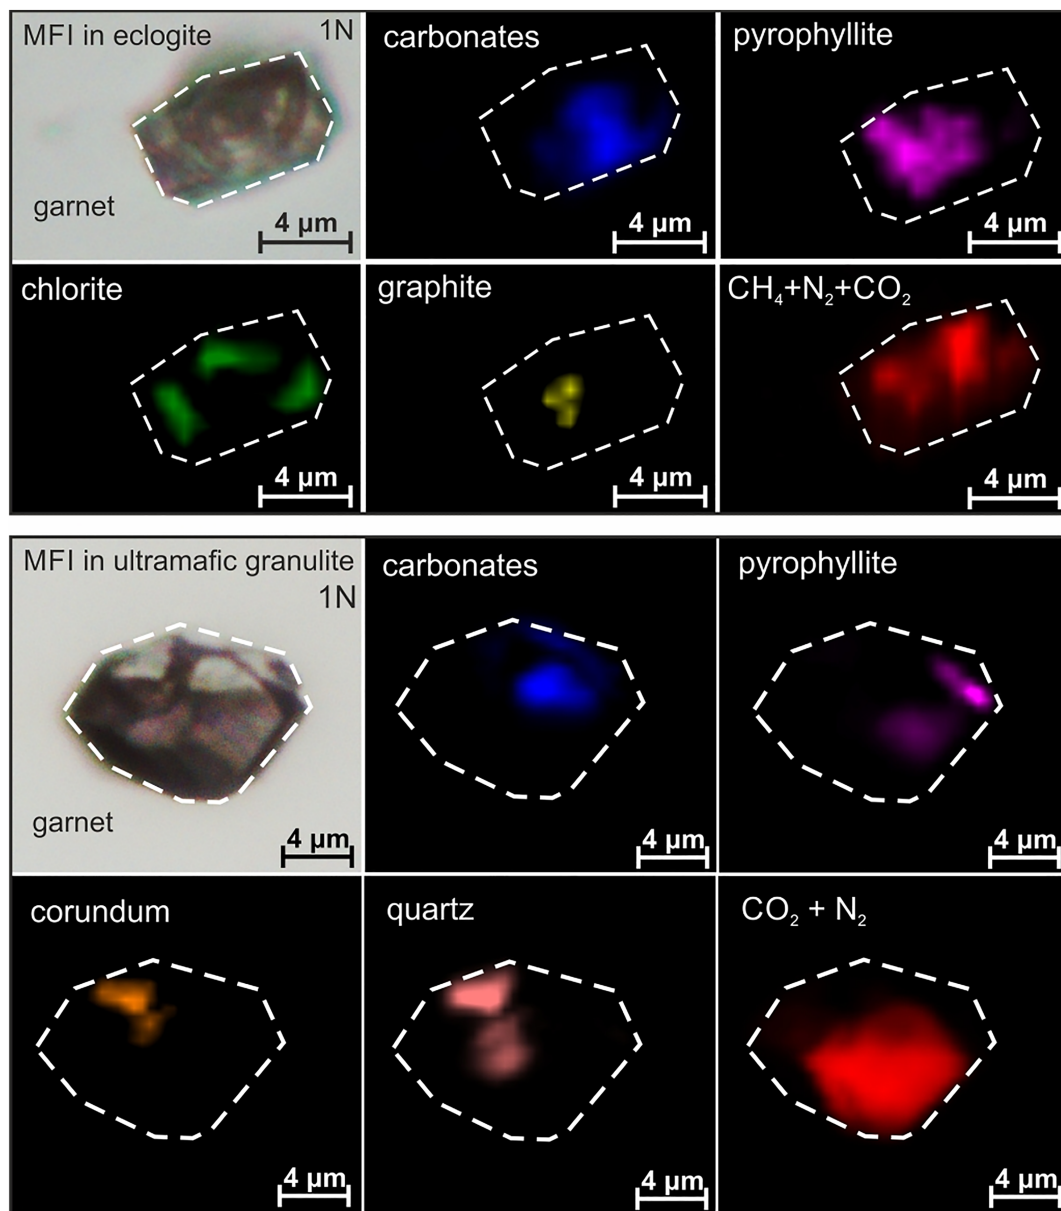 MFI in eclogite
1N
garnet
4 µm
carbonates
4 µm
pyrophyllite
4 µm
chlorite
4 µm
graphite
4 µm
CH₄+N₂+CO₂
4 µm
MFI in ultramafic granulite
1N
garnet
4 µm
carbonates
4 µm
pyrophyllite
4 µm
corundum
4 µm
quartz
4 µm
CO₂ + N₂
4 µm